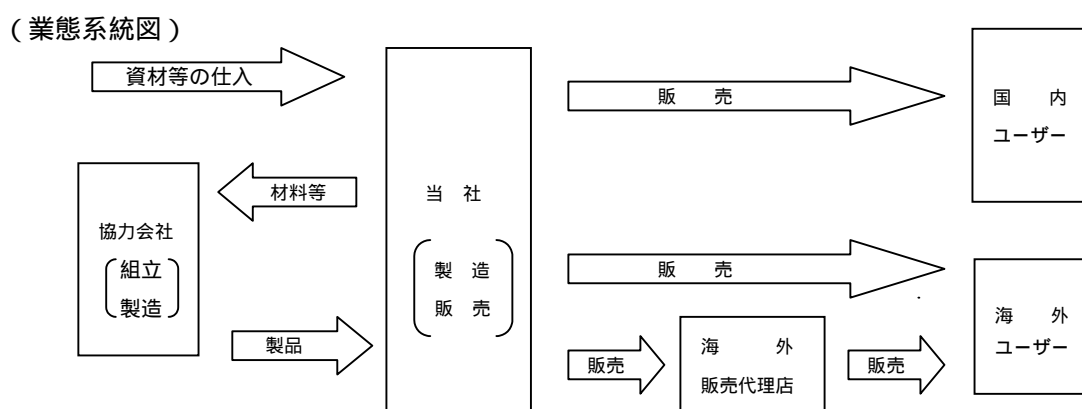 (業態系統図)
資材等の仕入
販 売
国 内
ユーザー
材料等
当 社
協力会社
組立
製造
製 造
販 売
販 売
製品
販売
海 外
販売代理店
販売
海 外
ユーザー